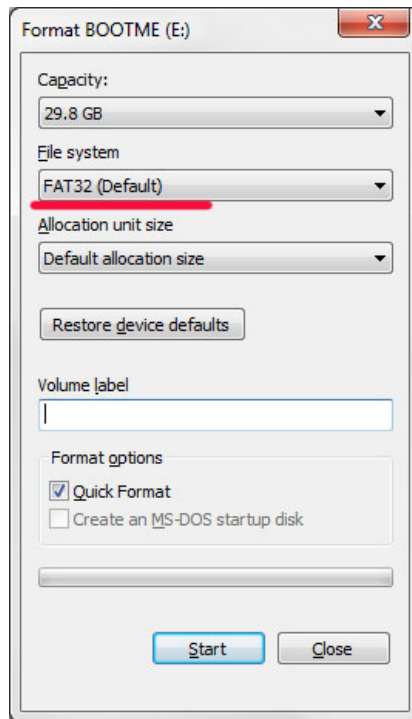 Format BOOTME (E:)
Capacity:
29.8 GB
File system
FAT32 (Default)
Allocation unit size
Default allocation size
Restore device defaults
Volume label
Format options
Quick Format
Create an MS-DOS startup disk
Start
Close